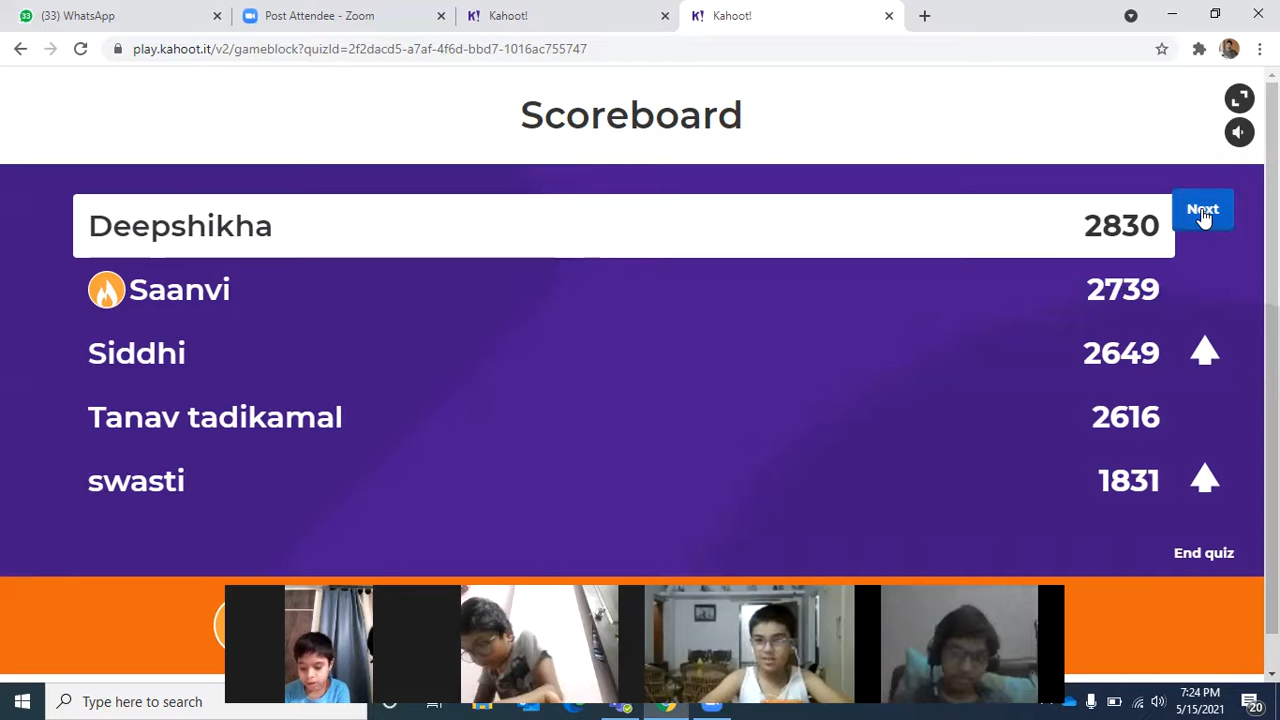 (33) WhatsApp
Post Attendee - Zoom
K! Kahoot!
K! Kahoot!
play.kahoot.it/v2/gameblock?quizId=2f2dacd5-a7af-4f6d-bbd7-1016ac755747
Scoreboard
Deepshikha 2830
Next
Saanvi 2739
Siddhi 2649
Tanav tadikamal 2616
swasti 1831
End quiz
Type here to search
7:24 PM
5/15/2021
20